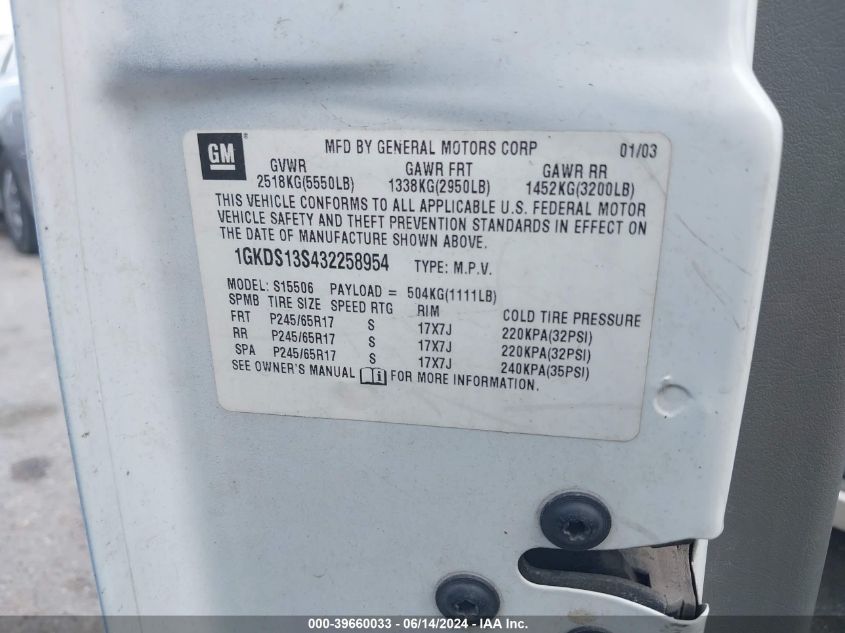 GM ® MFD BY GENERAL MOTORS CORP 01/03
GVWR GAWR FRT GAWR RR
2518KG(5550LB) 1338KG(2950LB) 1452KG(3200LB)
THIS VEHICLE CONFORMS TO ALL APPLICABLE U.S. FEDERAL MOTOR
VEHICLE SAFETY AND THEFT PREVENTION STANDARDS IN EFFECT ON
THE DATE OF MANUFACTURE SHOWN ABOVE.
1GKDS13S432258954 TYPE: M.P.V.
MODEL: S15506 PAYLOAD = 504KG(1111LB)
SPMB TIRE SIZE SPEED RTG RIM COLD TIRE PRESSURE
FRT P245/65R17 S 17X7J 220KPA(32PSI)
RR P245/65R17 S 17X7J 220KPA(32PSI)
SPA P245/65R17 S 17X7J 240KPA(35PSI)
SEE OWNER'S MANUAL i FOR MORE INFORMATION.
000-39660033 - 06/14/2024 - IAA Inc.